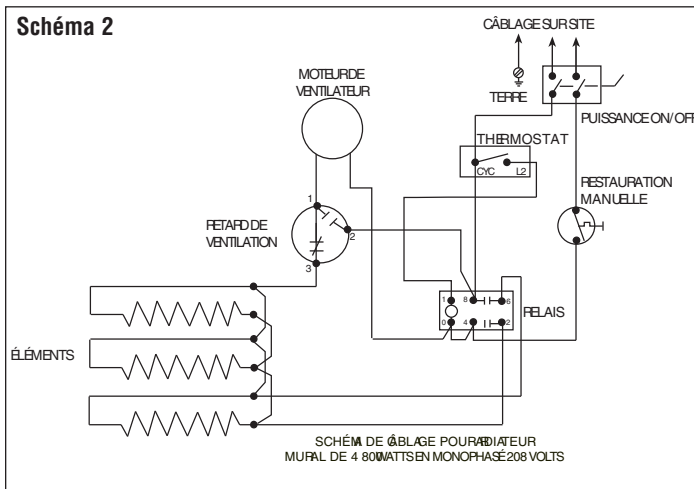 Schéma 2
CÂBLAGE SUR SITE
MOTEUR DE
VENTILATEUR
TERRE
PUISSANCE ON/OFF
THERMOSTAT
CYC L2
RESTAURATION
MANUELLE
1
RETARD DE
VENTILATION
2
3
1 8 6
RELAIS
0 4 2
ÉLÉMENTS
SCHÉMA DE CÂBLAGE POUR RADIATEUR
MURAL DE 4 800 WATTS EN MONOPHASÉ 208 VOLTS